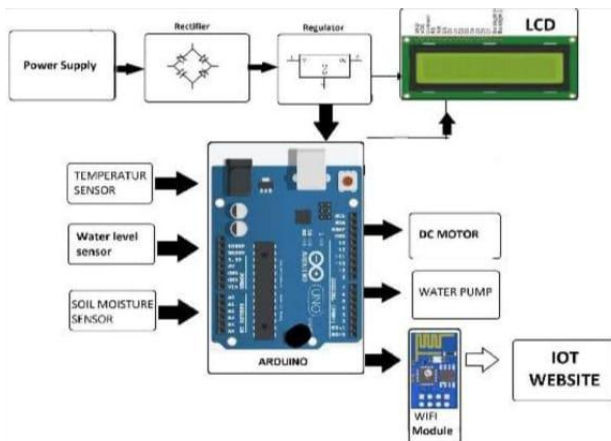 Rectifier
Regulator
LCD
Power Supply
TEMPERATUR
SENSOR
Water level
sensor
SOIL MOISTURE
SENSOR
UNO
DC MOTOR
WATER PUMP
ARDUINO
WIFI
Module
IOT
WEBSITE